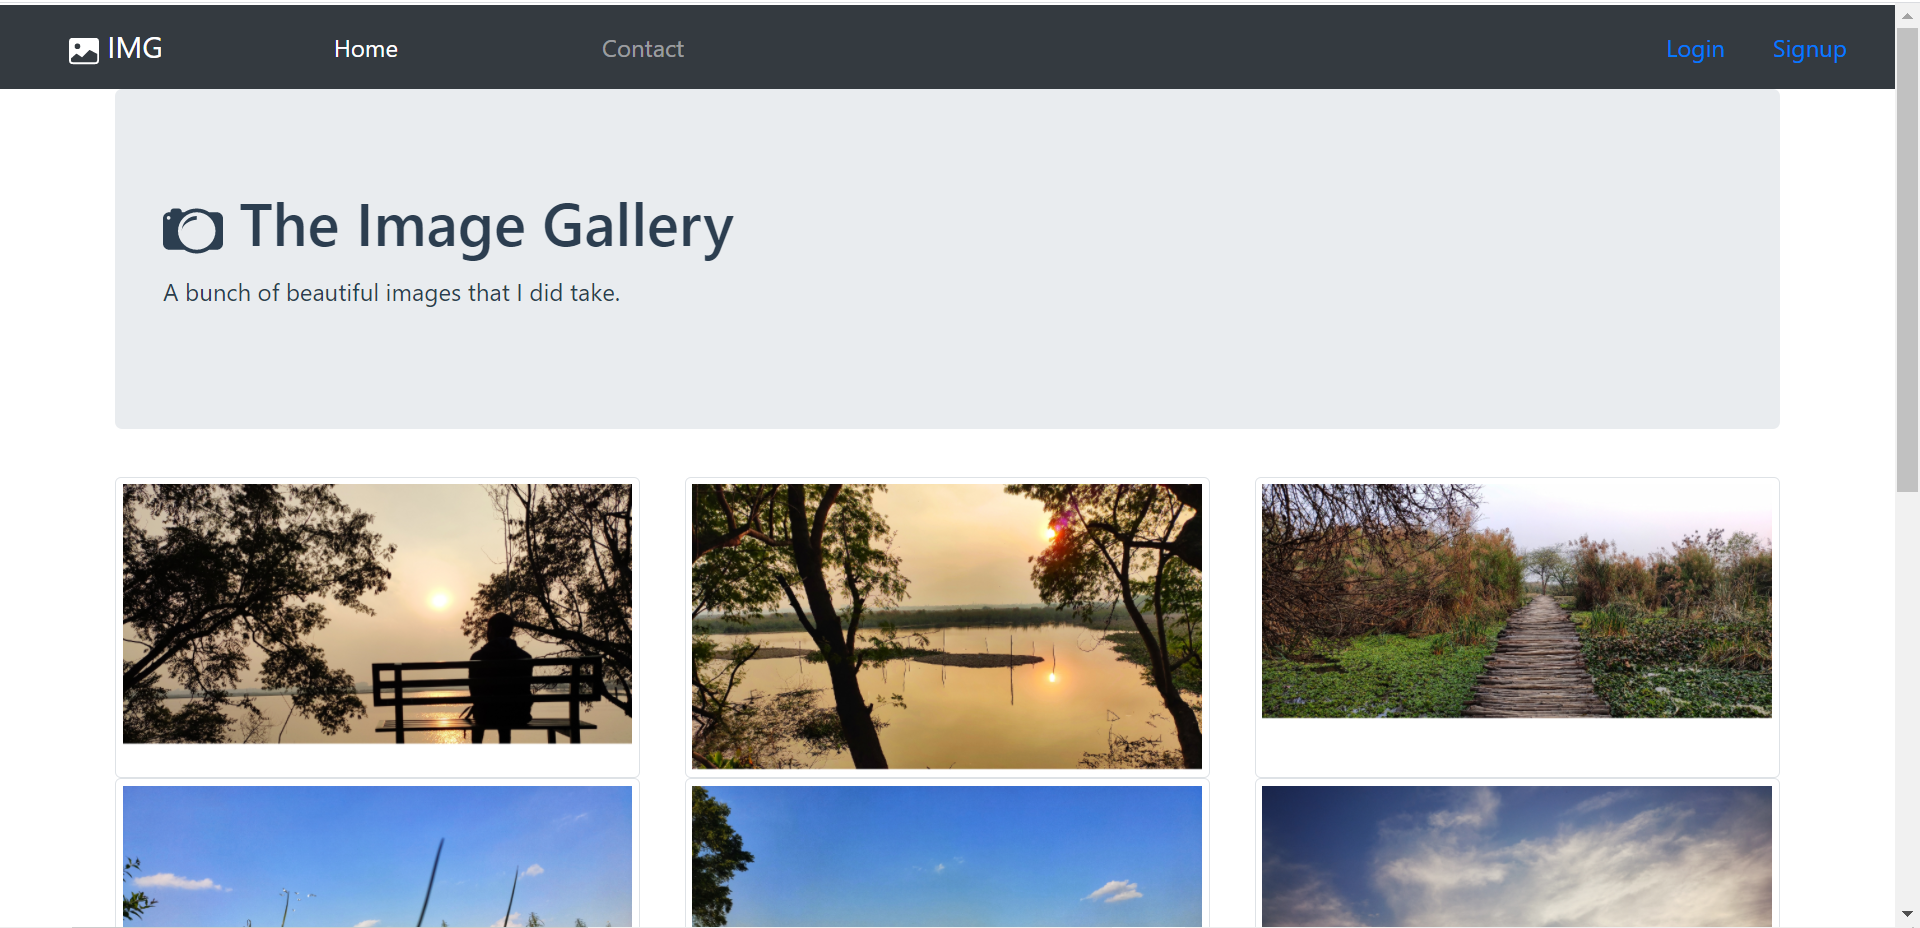 IMG
Home
Contact
Login
Signup
The Image Gallery
A bunch of beautiful images that I did take.